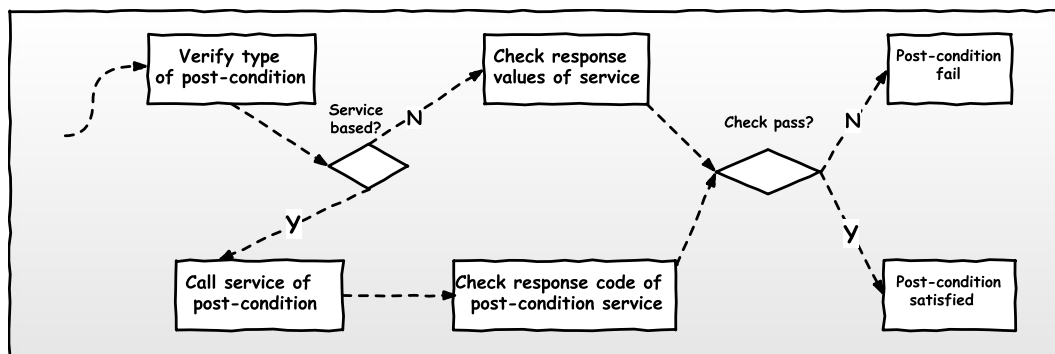 Verify type
of post-condition
Service
based?
N
Check response
values of service
Check pass?
N
Post-condition
fail
Y
Call service of
post-condition
Check response code of
post-condition service
Y
Post-condition
satisfied